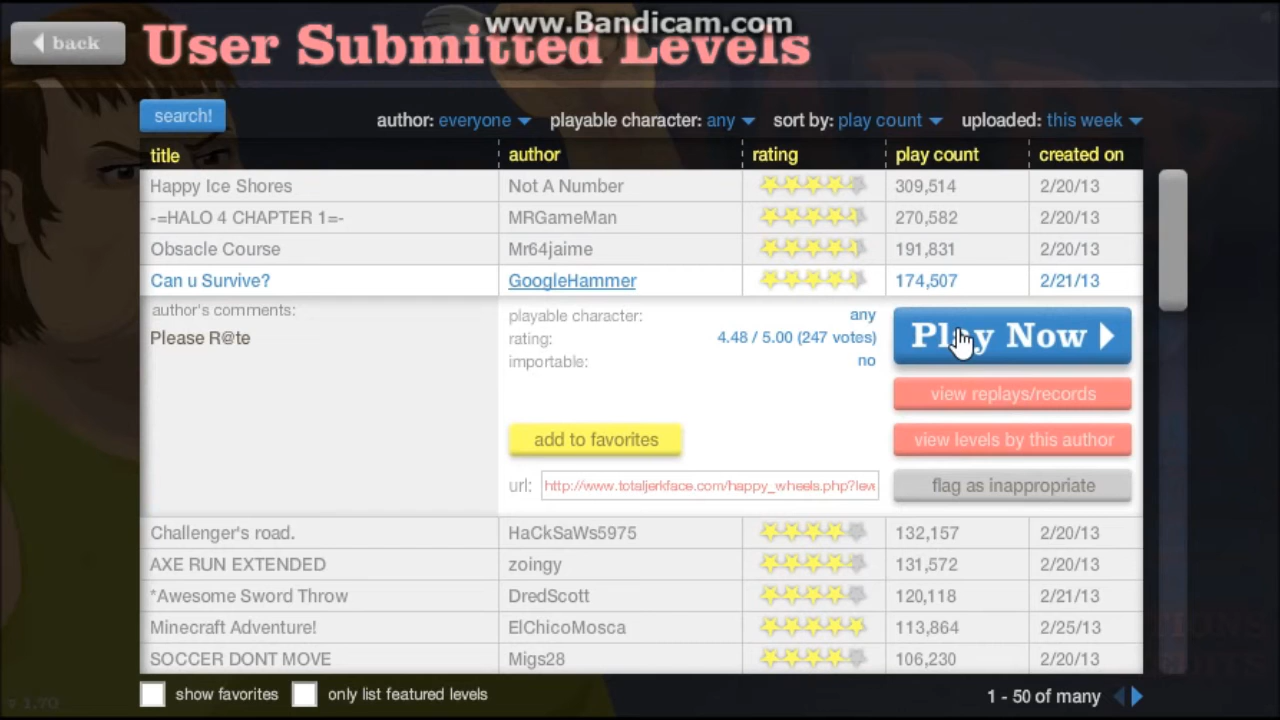 www.Bandicam.com
back
User Submitted Levels
search!
author: everyone playable character: any sort by: play count uploaded: this week
title author rating play count created on
Happy Ice Shores Not A Number 309,514 2/20/13
-=HALO 4 CHAPTER 1=- MRGameMan 270,582 2/20/13
Obsacle Course Mr64jaime 191,831 2/20/13
Can u Survive? GoogleHammer 174,507 2/21/13
author's comments:
Please R@te
playable character: any
rating: 4.48 / 5.00 (247 votes)
importable: no
add to favorites
url: http://www.totaljerkface.com/happy_wheels.php?leve
Play Now
view replays/records
view levels by this author
flag as inappropriate
Challenger's road. HaCkSaWs5975 132,157 2/20/13
AXE RUN EXTENDED zoingy 131,572 2/20/13
*Awesome Sword Throw DredScott 120,118 2/21/13
Minecraft Adventure! ElChicoMosca 113,864 2/25/13
SOCCER DONT MOVE Migs28 106,230 2/20/13
show favorites only list featured levels 1 - 50 of many
v 1.70